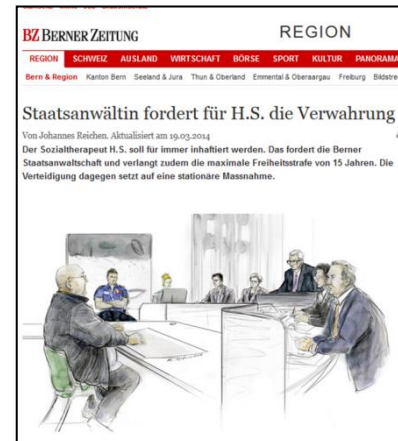 BZ BERNER ZEITUNG
REGION
REGION SCHWEIZ AUSLAND WIRTSCHAFT BÖRSE SPORT KULTUR PANORAMA
Bern & Region Kanton Bern Seeland & Jura Thun & Oberland Emmental & Oberaargau Freiburg Bildstre
Staatsanwältin fordert für H.S. die Verwahrung
Von Johannes Reichen. Aktualisiert am 19.03.2014
Der Sozialtherapeut H.S. soll für immer inhaftiert werden. Das fordert die Berner
Staatsanwaltschaft und verlangt zudem die maximale Freiheitsstrafe von 15 Jahren. Die
Verteidigung dagegen setzt auf eine stationäre Massnahme.